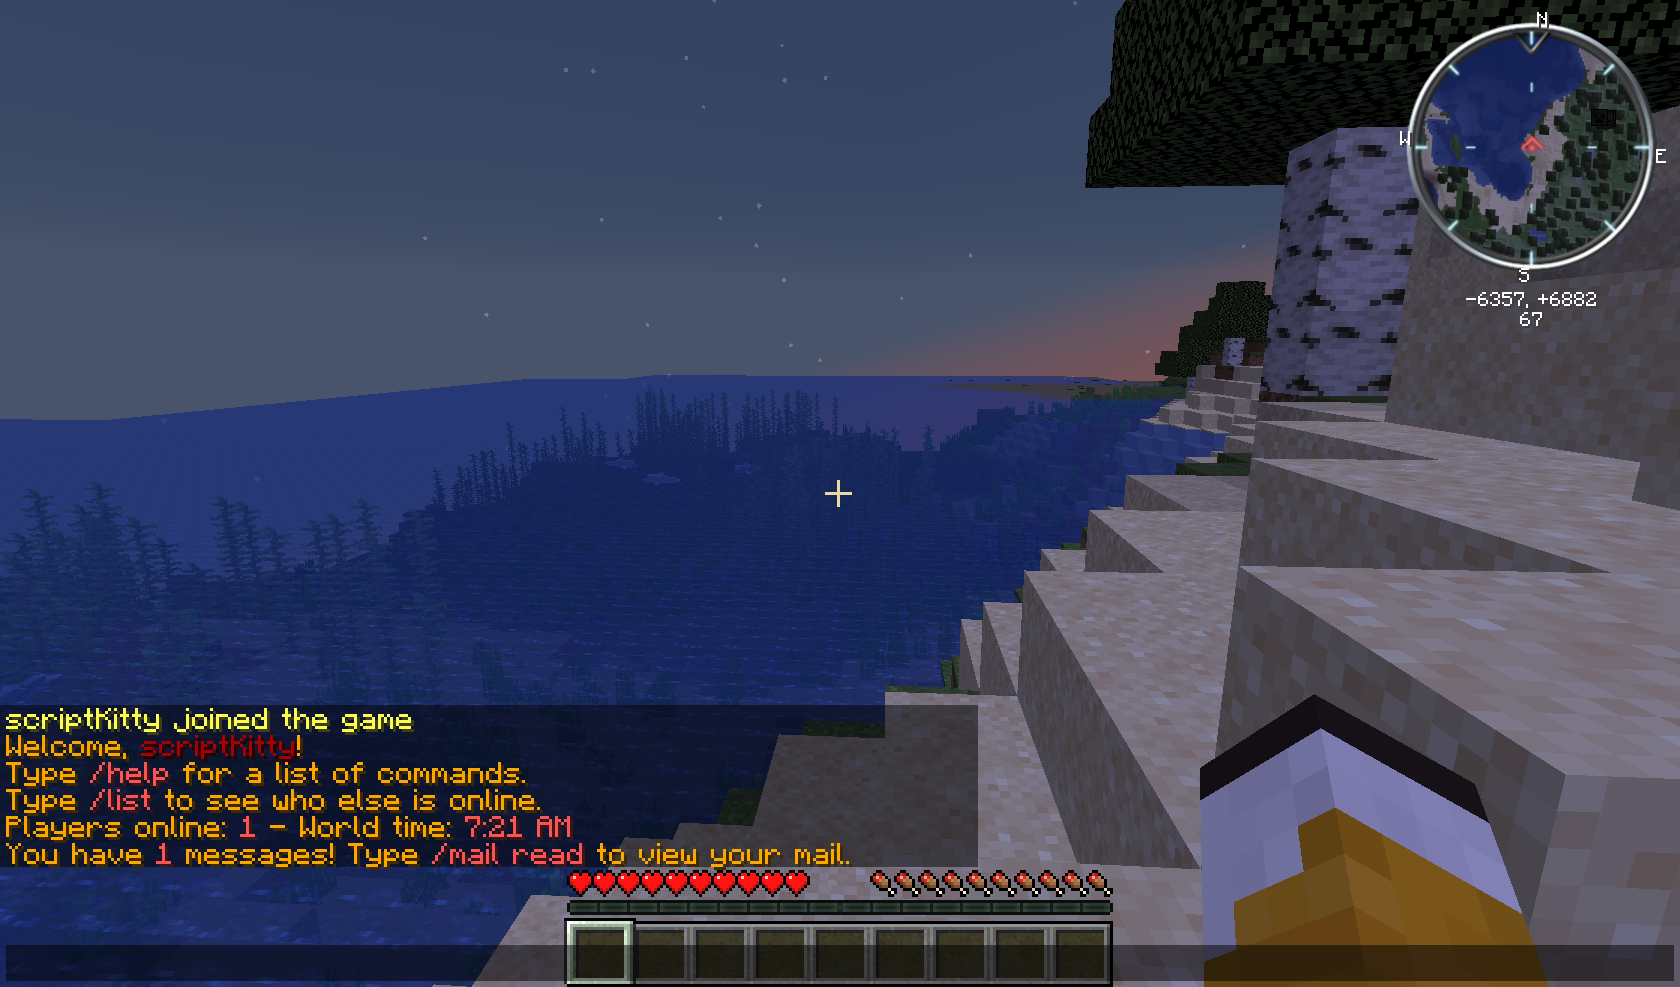 N
W
E
S
-6357, +6882
67
scriptKitty joined the game
Welcome, scriptKitty!
Type /help for a list of commands.
Type /list to see who else is online.
Players online: 1 - World time: 7:21 AM
You have 1 messages! Type /mail read to view your mail.